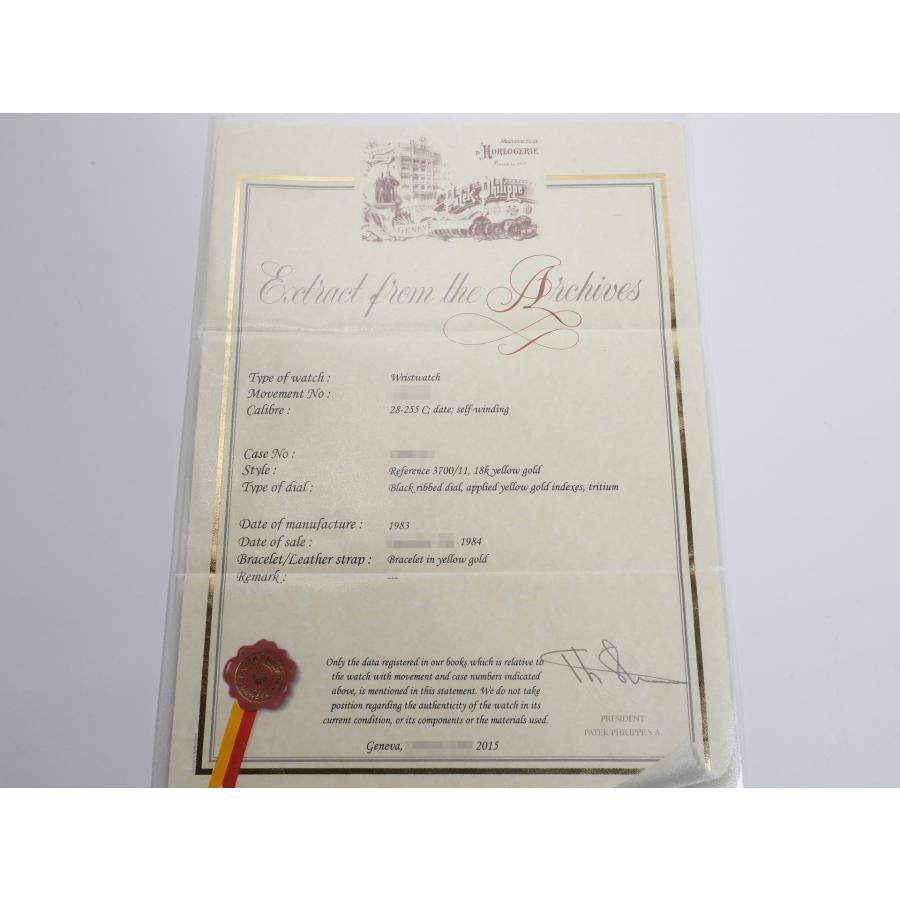 HORLOGERIE
Patek Philippe
GENÈVE
Extract from the Archives
Type of watch : Wristwatch
Movement No :
Calibre : 28-255 C; date; self-winding
Case No :
Style : Reference 3700/11, 18k yellow gold
Type of dial : Black ribbed dial, applied yellow gold indexes, tritium
Date of manufacture : 1983
Date of sale : 1984
Bracelet/Leather strap : Bracelet in yellow gold
Remark : ---
Only the data registered in our books which is relative to
the watch with movement and case numbers indicated
above, is mentioned in this statement. We do not take
position regarding the authenticity of the watch in its
current condition, or its components or the materials used.
Geneva, 2015
PRESIDENT
PATEK PHILIPPE S.A.